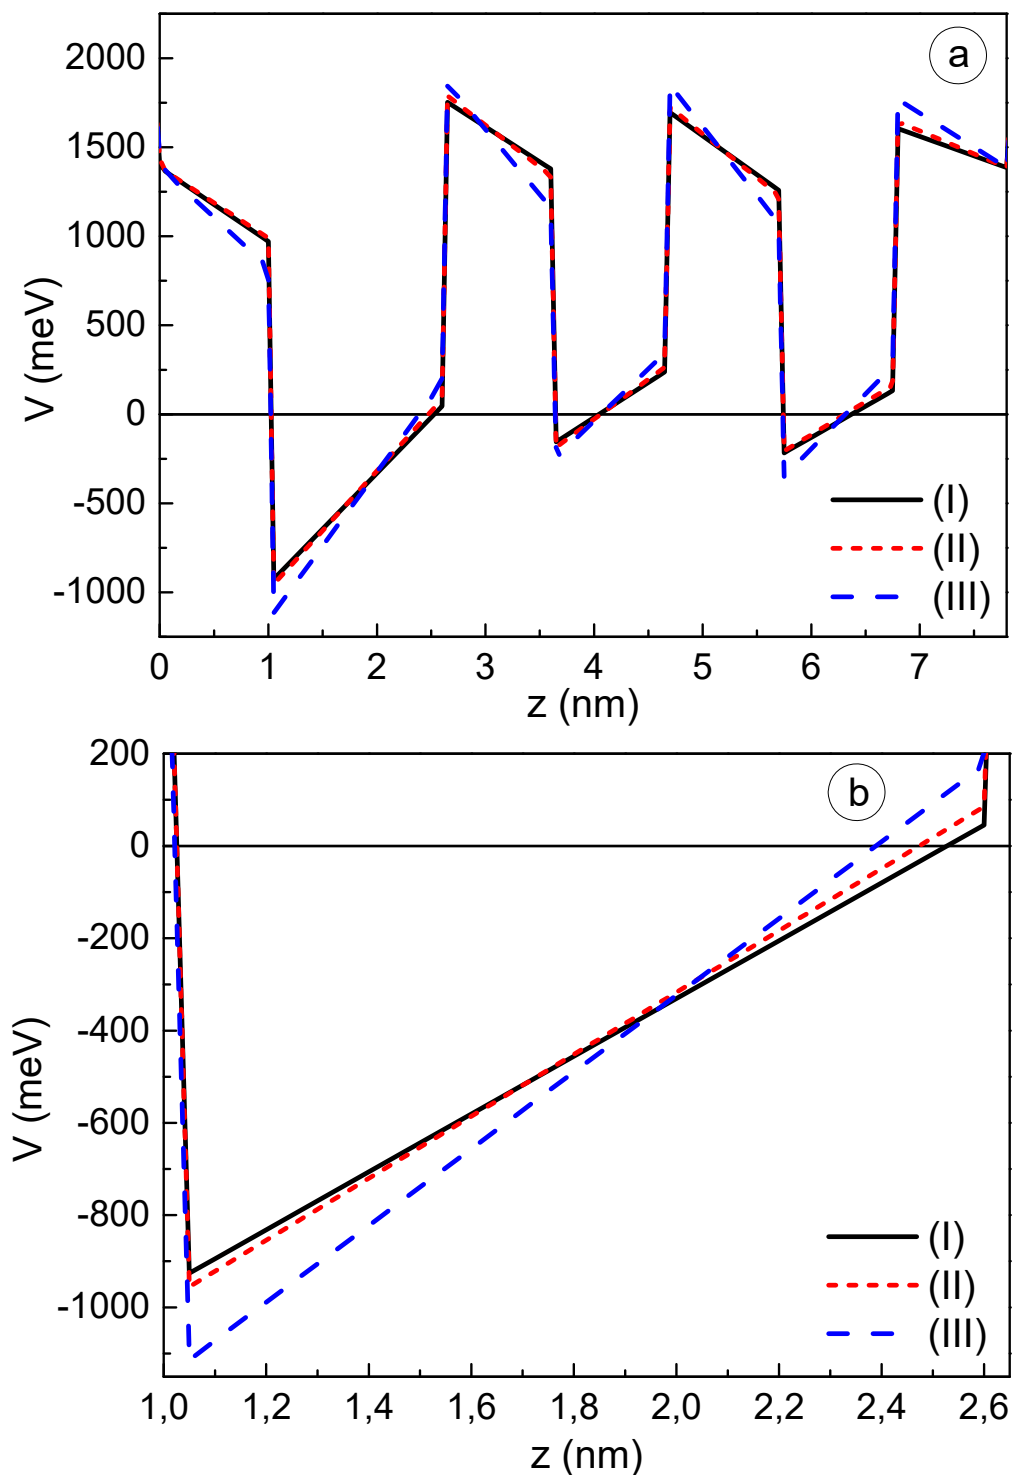 a
2000
1500
1000
500
0
-500
-1000
V (meV)
(I)
(II)
(III)
0 1 2 3 4 5 6 7
z (nm)
b
200
0
-200
-400
-600
-800
-1000
V (meV)
(I)
(II)
(III)
1,0 1,2 1,4 1,6 1,8 2,0 2,2 2,4 2,6
z (nm)